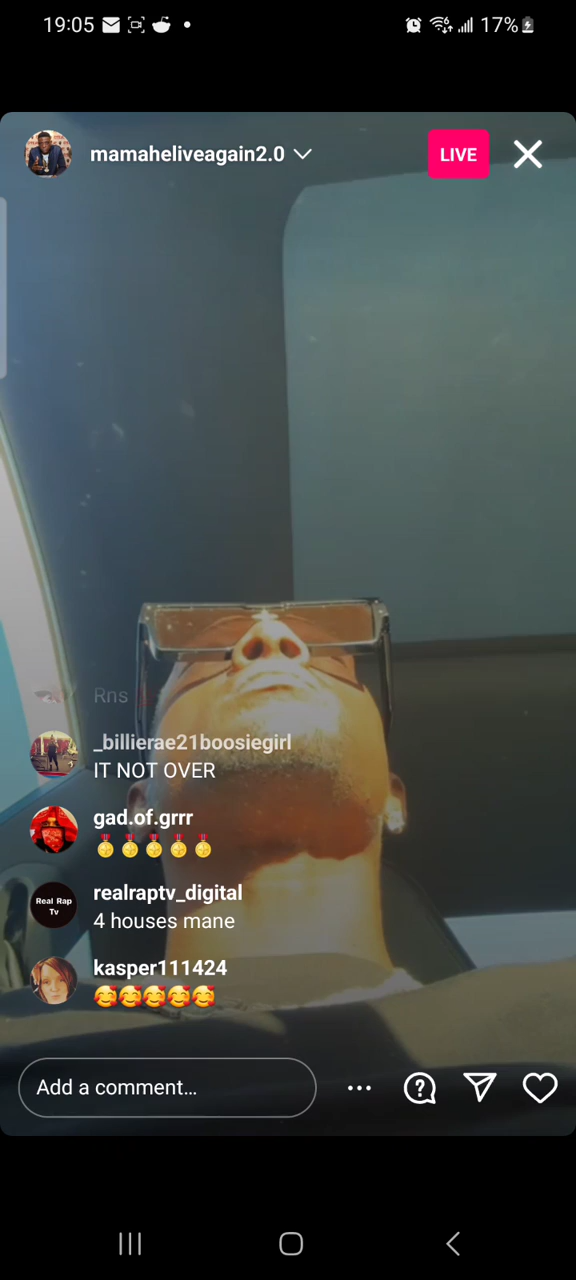 19:05
17%
mamaheliveagain2.0
LIVE
Rns
_billierae21boosiegirl
IT NOT OVER
gad.of.grrr
🏅🏅🏅🏅🏅
Real Rap
Tv
realraptv_digital
4 houses mane
kasper111424
🥰🥰🥰🥰🥰
Add a comment...